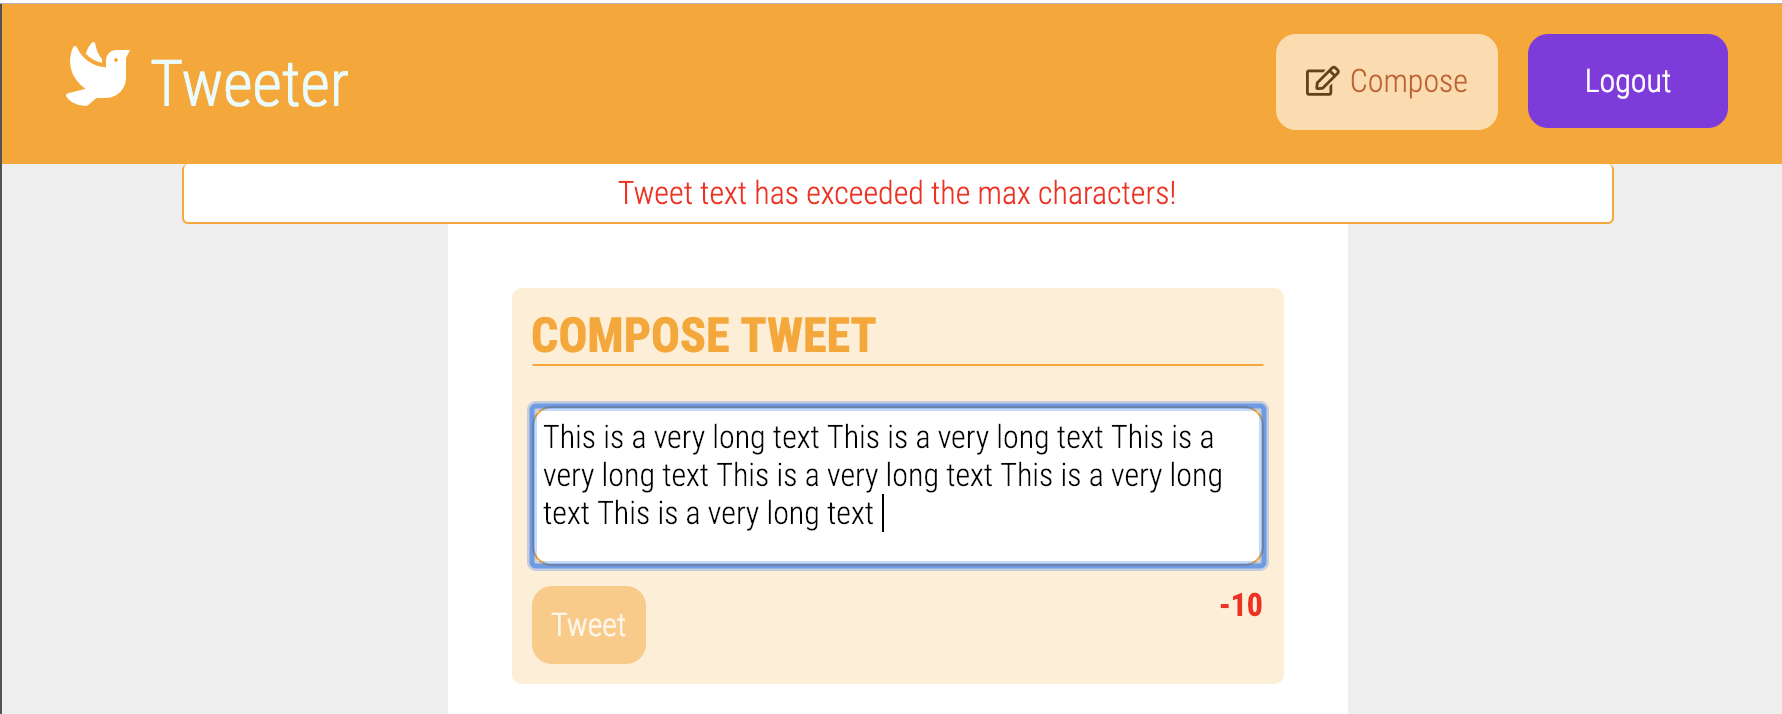 Tweeter
Compose
Logout
Tweet text has exceeded the max characters!
COMPOSE TWEET
This is a very long text This is a very long text This is a
very long text This is a very long text This is a very long
text This is a very long text
Tweet
-10